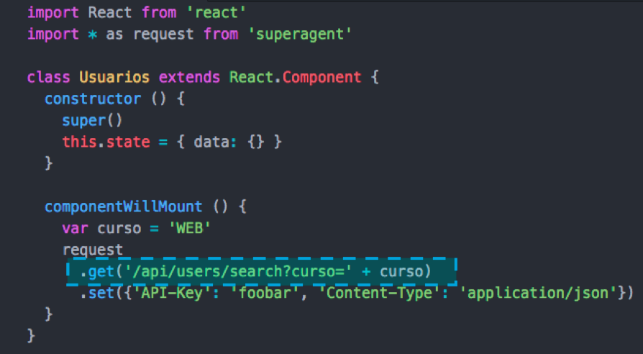 import React from 'react'
import * as request from 'superagent'
class Usuarios extends React.Component {
constructor () {
super()
this.state = { data: {} }
}
componentWillMount () {
var curso = 'WEB'
request
.get('/api/users/search?curso=' + curso)
.set({'API-Key': 'foobar', 'Content-Type': 'application/json'})
}
}